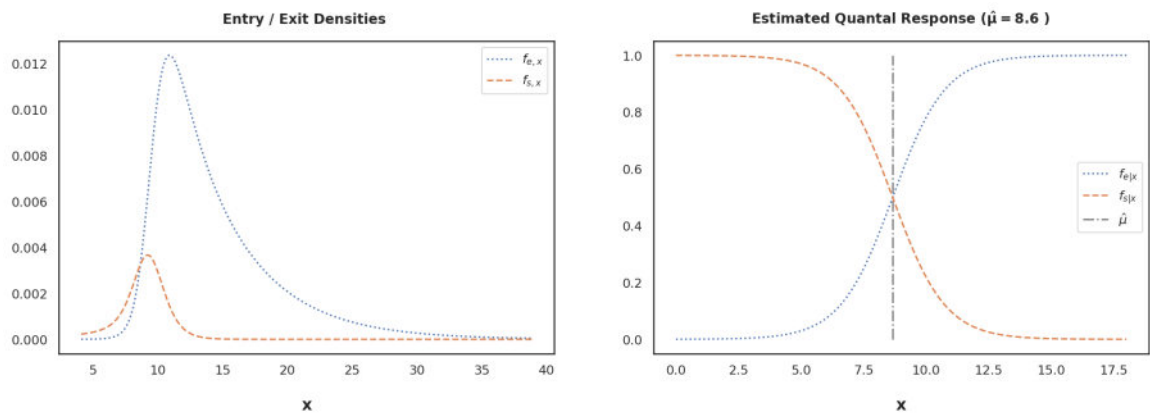 Entry / Exit Densities
0.012
0.010
0.008
0.006
0.004
0.002
0.000
5 10 15 20 25 30 35 40
x
f_{e,x}
f_{s,x}
Estimated Quantal Response (μ̂ = 8.6 )
1.0
0.8
0.6
0.4
0.2
0.0
0.0 2.5 5.0 7.5 10.0 12.5 15.0 17.5
x
f_{e|x}
f_{s|x}
μ̂